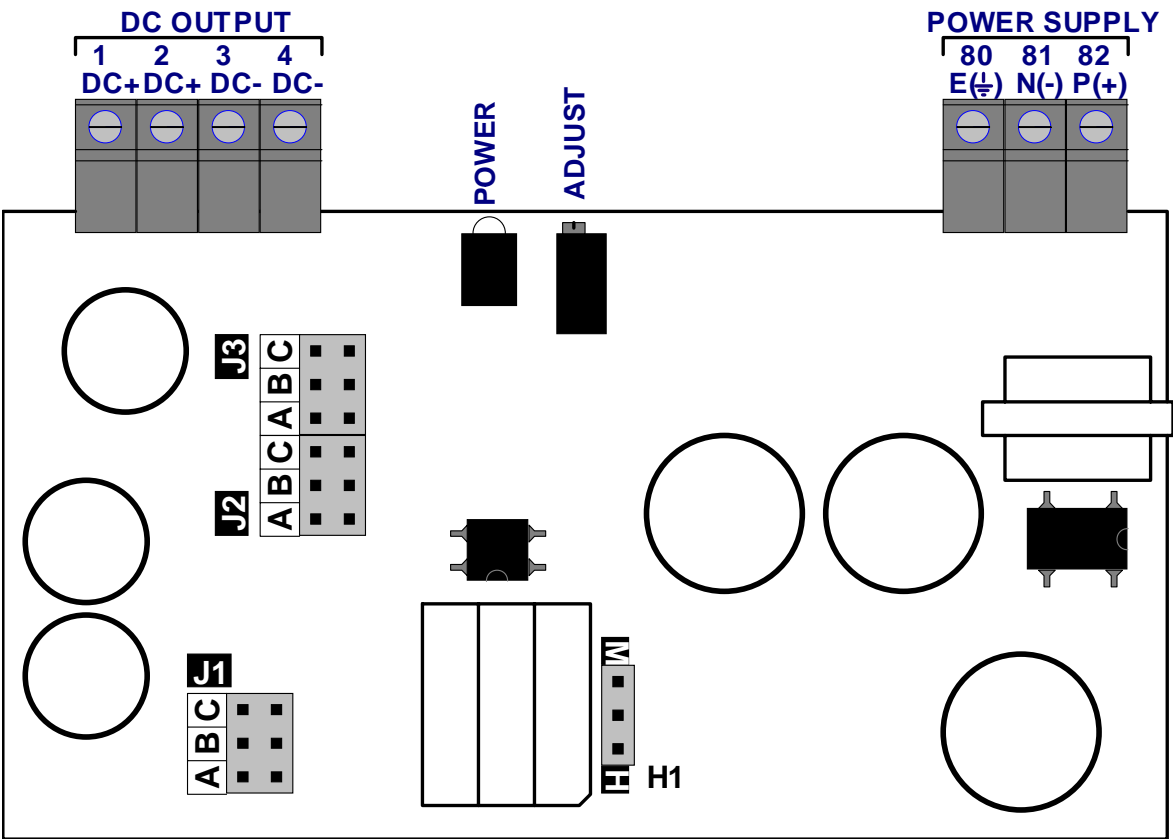 DC OUTPUT
1 2 3 4
DC+ DC+ DC- DC-
POWER SUPPLY
80 81 82
E(⏚) N(-) P(+)
POWER
ADJUST
J3
C
B
A
J2
C
B
A
J1
C
B
A
M
H
H1